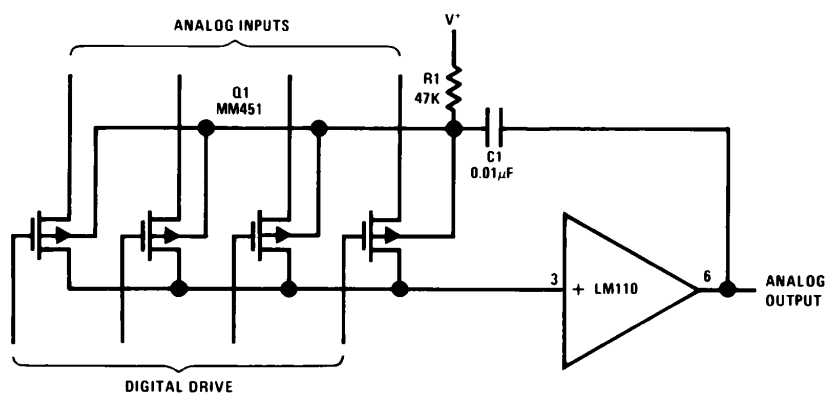 ANALOG INPUTS
V+
Q1
MM451
R1
47K
C1
0.01μF
3
+ LM110
6
ANALOG
OUTPUT
DIGITAL DRIVE